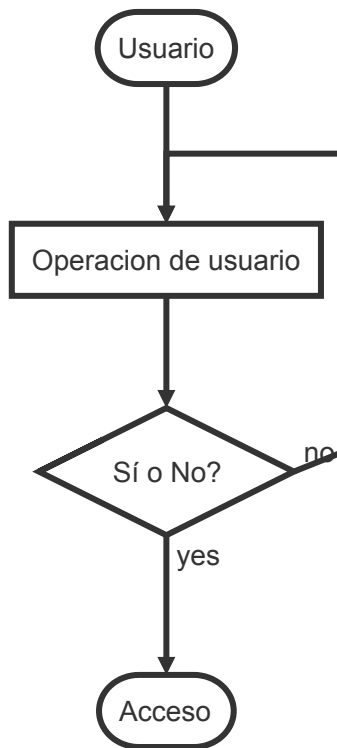 Usuario
Operacion de usuario
Sí o No?
no
yes
Acceso